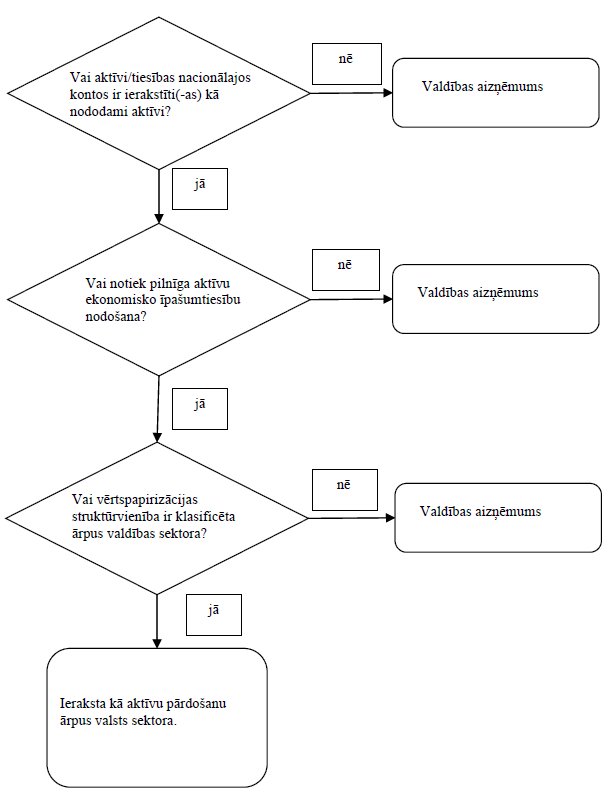 nē
Vai aktīvi/tiesības nacionālajos
kontos ir ierakstīti(-as) kā
nododami aktīvi?
Valdības aizņēmums
jā
nē
Vai notiek pilnīga aktīvu
ekonomisko īpašumtiesību
nodošana?
Valdības aizņēmums
jā
nē
Vai vērtspapirizācijas
struktūrvienība ir klasificēta
ārpus valdības sektora?
Valdības aizņēmums
jā
Ieraksta kā aktīvu pārdošanu
ārpus valsts sektora.